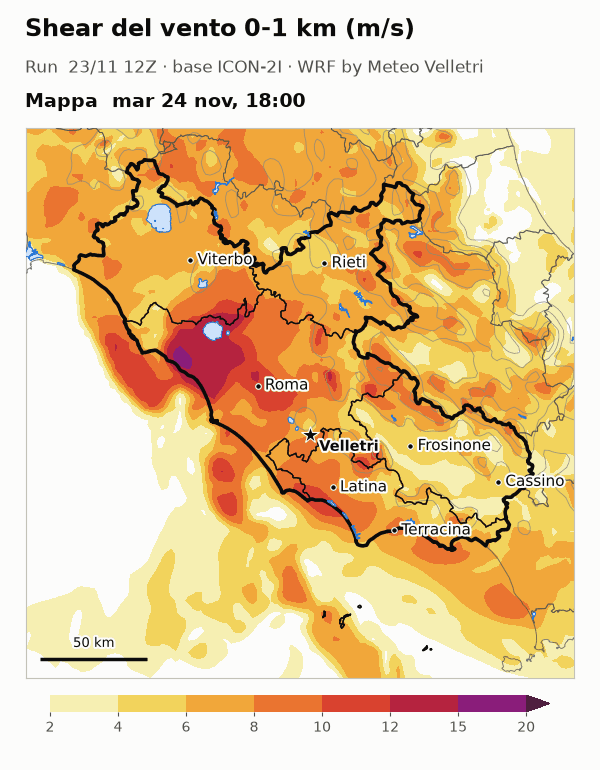 Shear del vento 0-1 km (m/s)
Run  23/11 12Z · base ICON-2I · WRF by Meteo Velletri
Mappa  mar 24 nov, 18:00
Viterbo
Rieti
Roma
Velletri
Frosinone
Cassino
Latina
Terracina
50 km
2 4 6 8 10 12 15 20